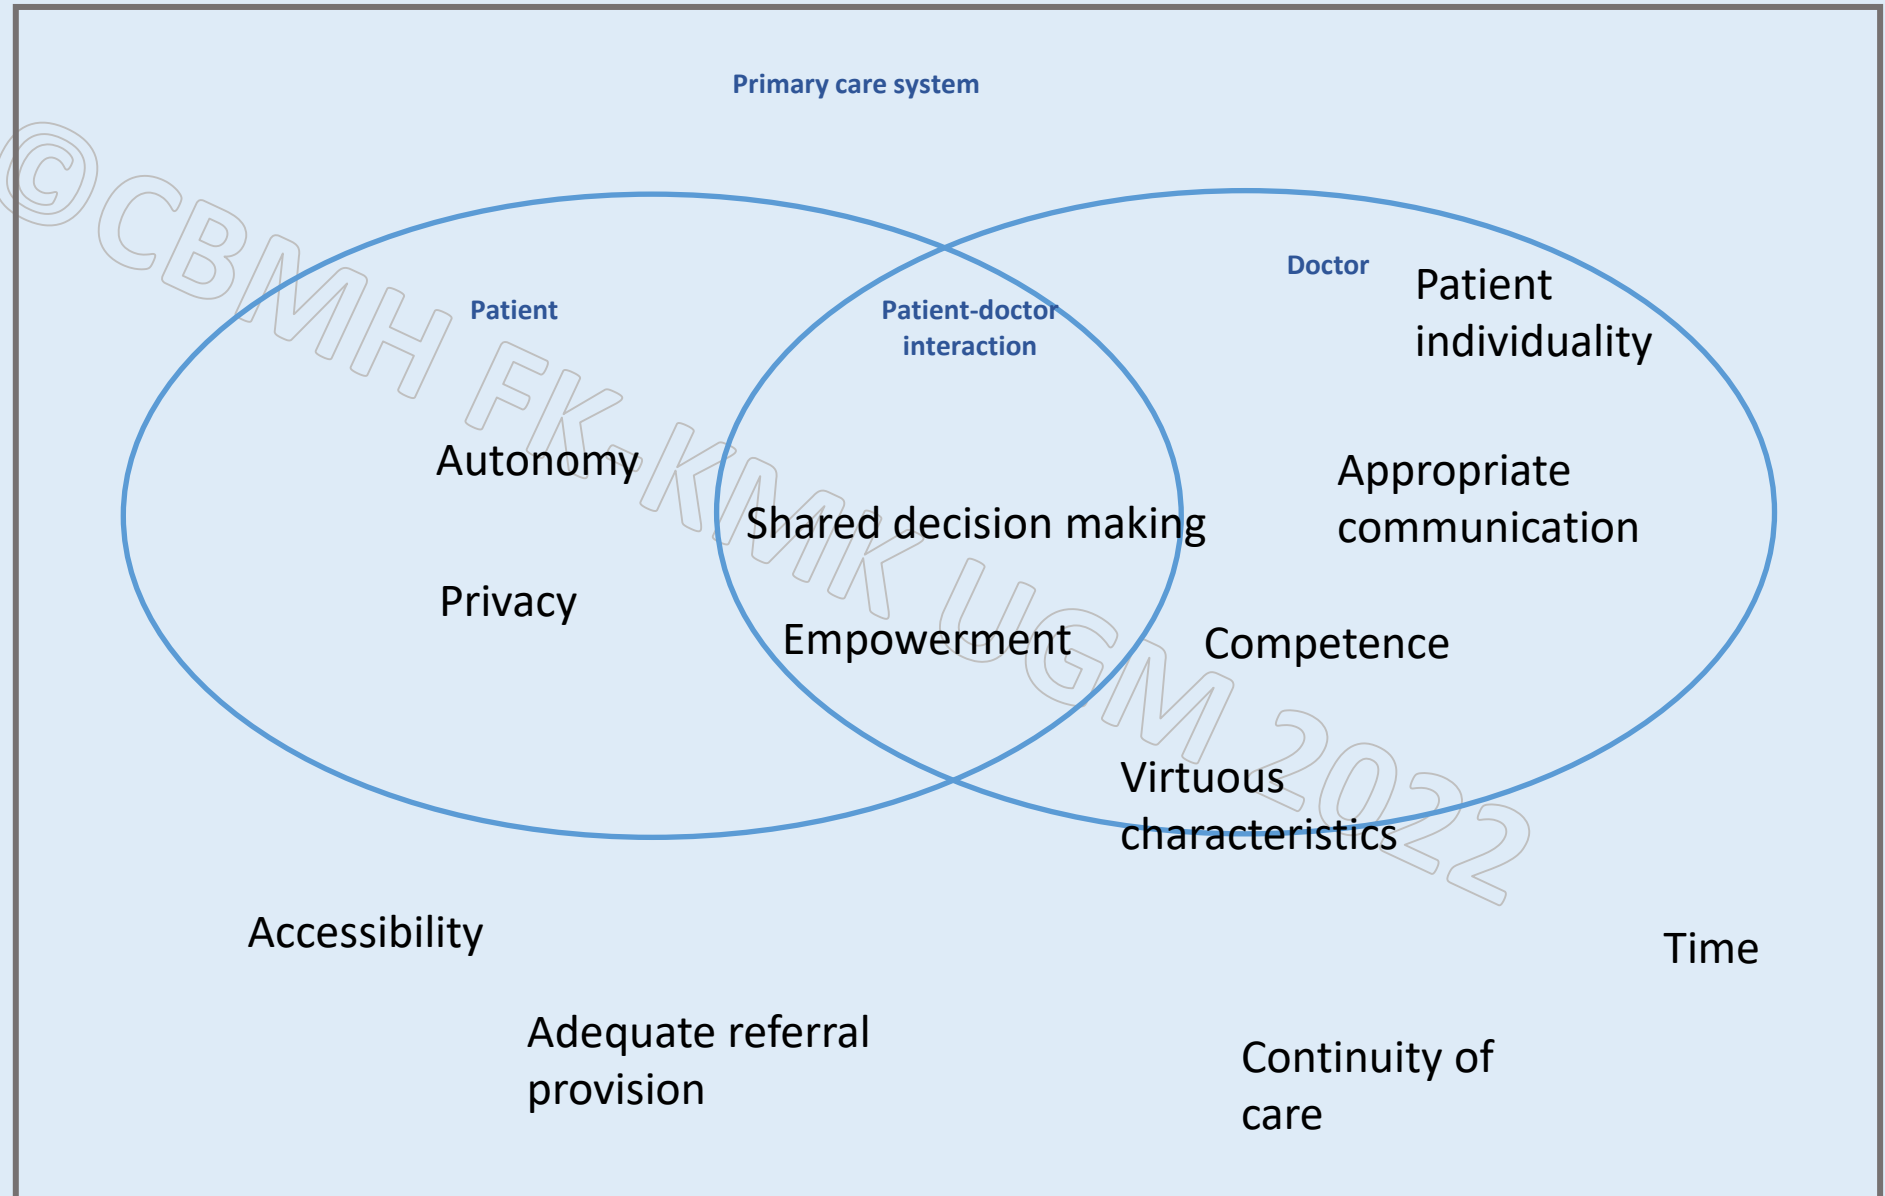 Primary care system
©CBMH FK-KMK UGM 2022
Patient
Patient-doctor
interaction
Doctor
Patient
individuality
Autonomy
Privacy
Shared decision making
Empowerment
Appropriate
communication
Competence
Virtuous
characteristics
Accessibility
Adequate referral
provision
Continuity of
care
Time